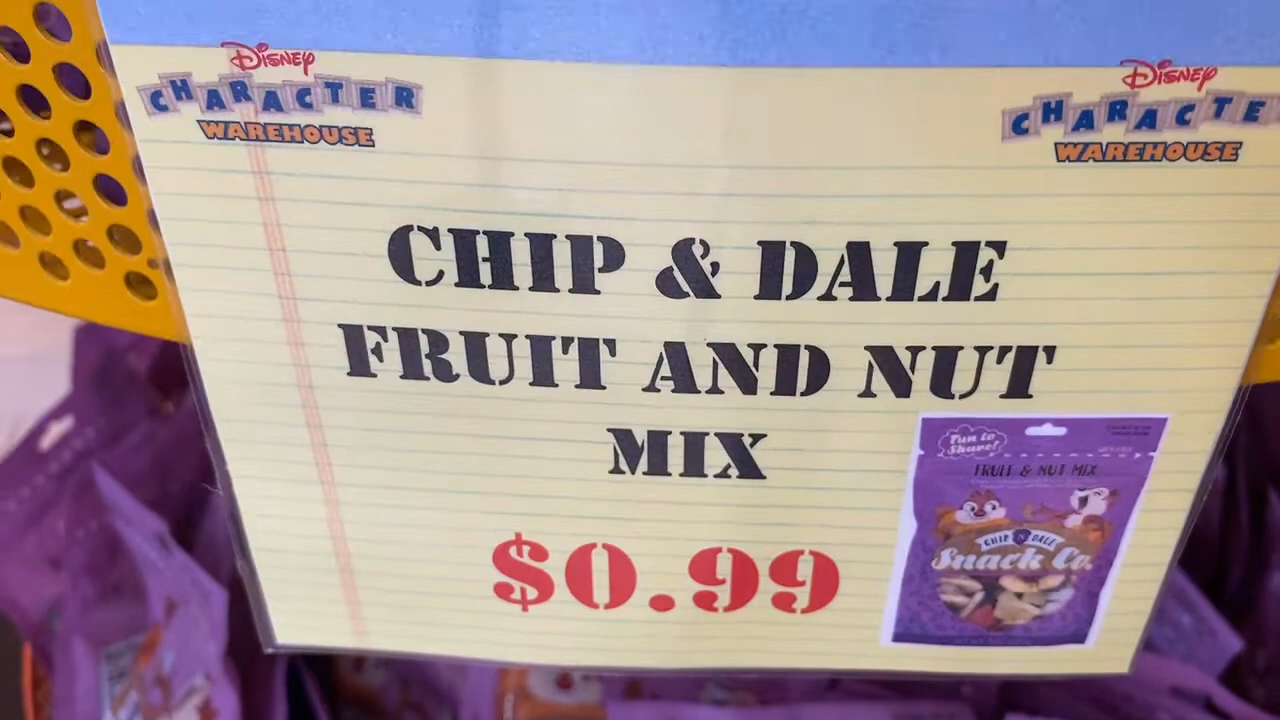 DISNEY
CHARACTER
WAREHOUSE
DISNEY
CHARACTE
WAREHOUSE
CHIP & DALE
FRUIT AND NUT
MIX
$0.99
Fun to
Share!
FRUIT & NUT MIX
CHIP N DALE
Snack Co.